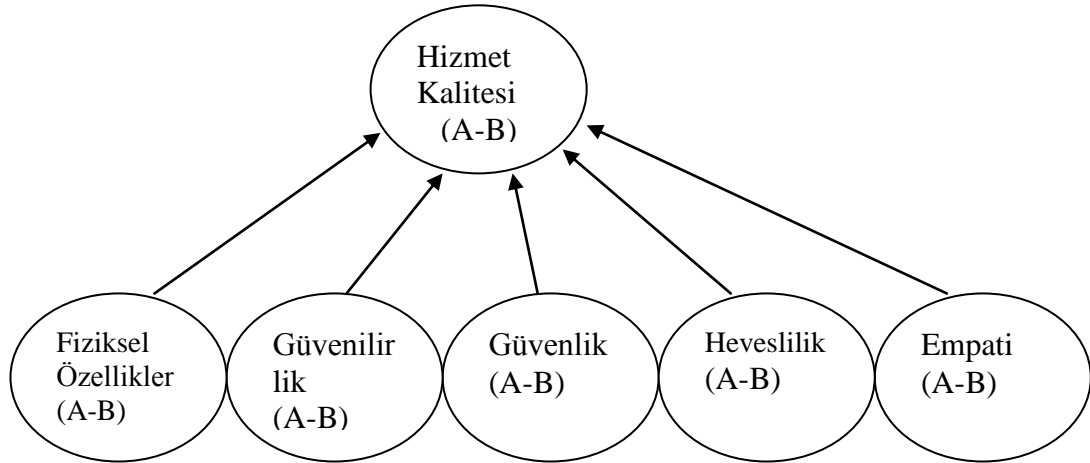 Hizmet
Kalitesi
(A-B)
Fiziksel
Özellikler
(A-B)
Güvenilir
lik
(A-B)
Güvenlik
(A-B)
Heveslilik
(A-B)
Empati
(A-B)